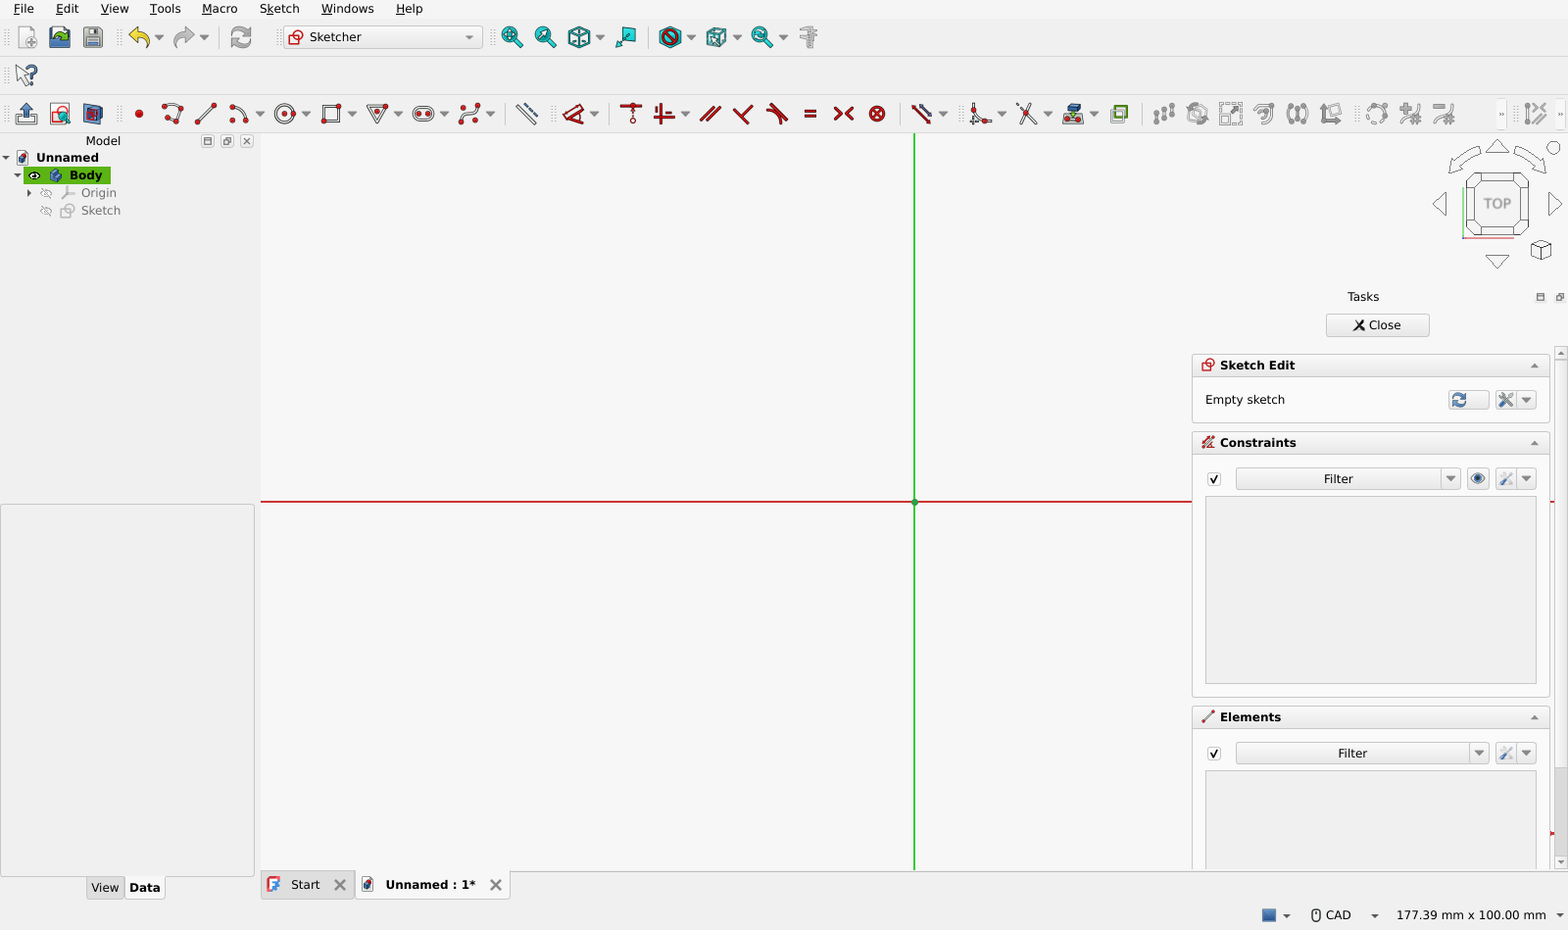 File Edit View Tools Macro Sketch Windows Help
Sketcher
Model
Unnamed
Body
Origin
Sketch
TOP
Tasks
Close
Sketch Edit
Empty sketch
Constraints
Filter
Elements
Filter
View Data
Start
Unnamed : 1*
CAD
177.39 mm x 100.00 mm